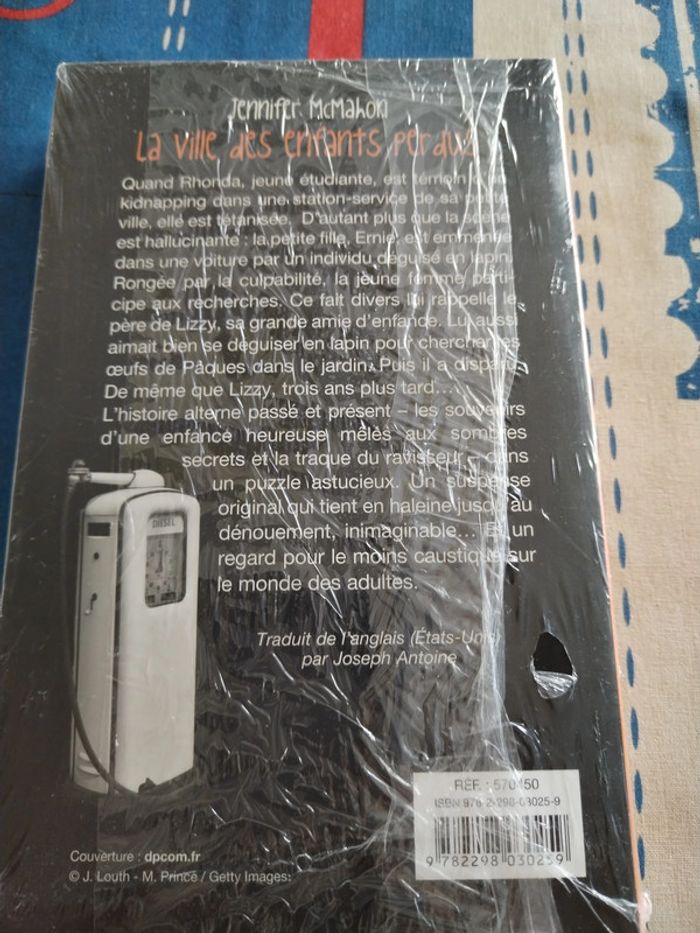 Jennifer McMahon
La ville des enfants perdus
Quand Rhonda, jeune étudiante, est témoin d'un
kidnapping dans une station-service de sa petite
ville, elle est tétanisée. D'autant plus que la scène
est hallucinante : la petite fille, Ernie, est emmenée
dans une voiture par un individu déguisé en lapin.
Rongée par la culpabilité, la jeune femme parti-
cipe aux recherches. Ce fait divers lui rappelle le
père de Lizzy, sa grande amie d'enfance. Lui aussi
aimait bien se déguiser en lapin pour chercher les
œufs de Pâques dans le jardin. Puis il a disparu.
De même que Lizzy, trois ans plus tard…
L'histoire alterne passé et présent – les souvenirs
d'une enfance heureuse mêlés aux sombres
secrets et la traque du ravisseur – dans
un puzzle astucieux. Un suspense
original qui tient en haleine jusqu'au
dénouement, inimaginable… Et un
regard pour le moins caustique sur
le monde des adultes.
DIESEL
Traduit de l'anglais (États-Unis)
par Joseph Antoine
RÉF. : 570450
ISBN 978-2-298-03025-9
9 782298 030259
Couverture : dpcom.fr
© J. Louth - M. Prince / Getty Images